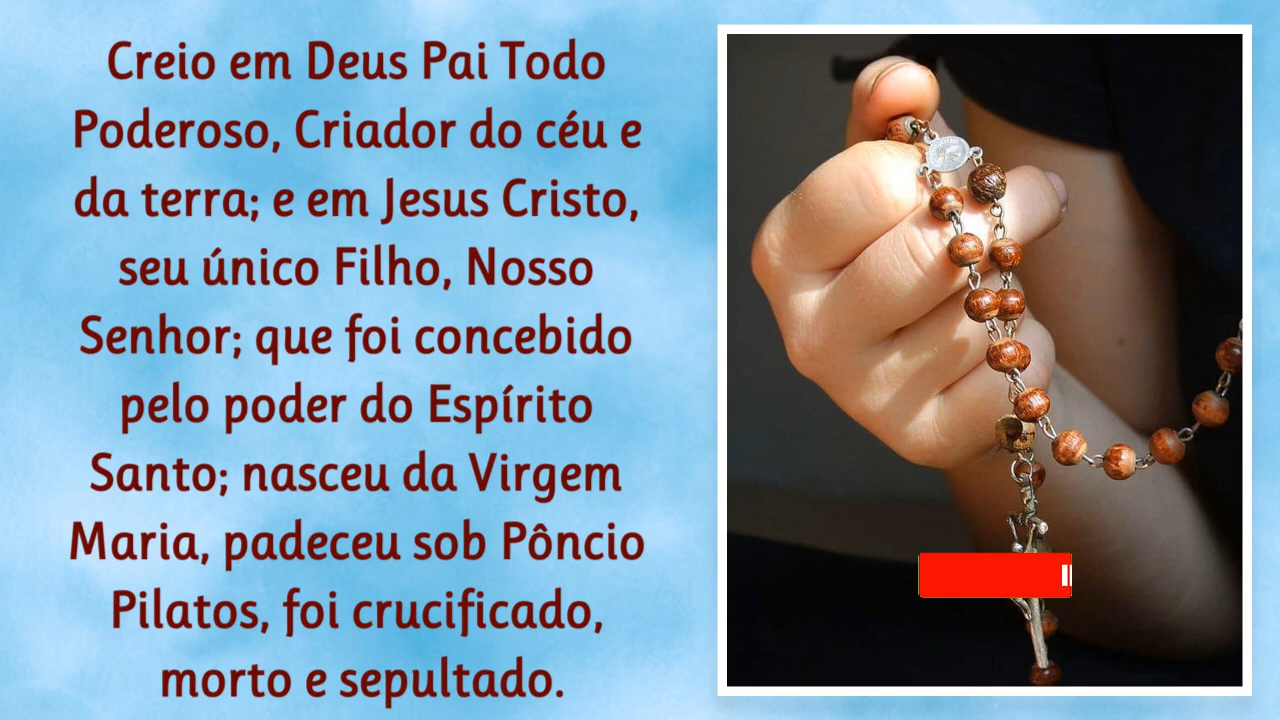 Creio em Deus Pai Todo
Poderoso, Criador do céu e
da terra; e em Jesus Cristo,
seu único Filho, Nosso
Senhor; que foi concebido
pelo poder do Espírito
Santo; nasceu da Virgem
Maria, padeceu sob Pôncio
Pilatos, foi crucificado,
morto e sepultado.